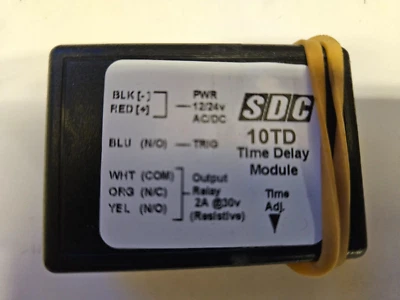 BLK [-]
RED [+]
PWR
12/24v
AC/DC
SDC
10TD
Time Delay
Module
BLU (N/O)
TRIG
WHT (COM)
ORG (N/C)
YEL (N/O)
Output
Relay
2A @30v
(Resistive)
Time
Adj.